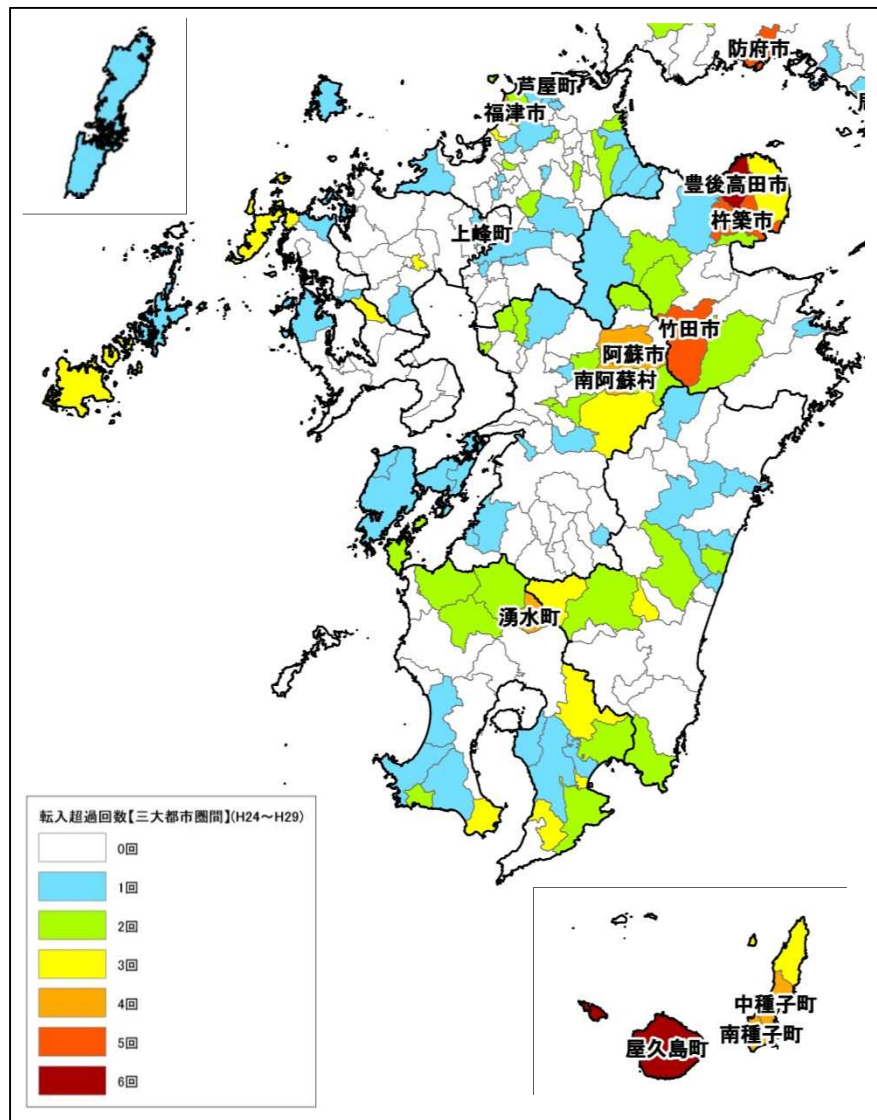 防府市
芦屋町
福津市
豊後高田市
杵築市
上峰町
竹田市
阿蘇市
南阿蘇村
湧水町
転入超過回数【三大都市圏間】(H24~H29)
0回
1回
2回
3回
4回
5回
6回
中種子町
南種子町
屋久島町